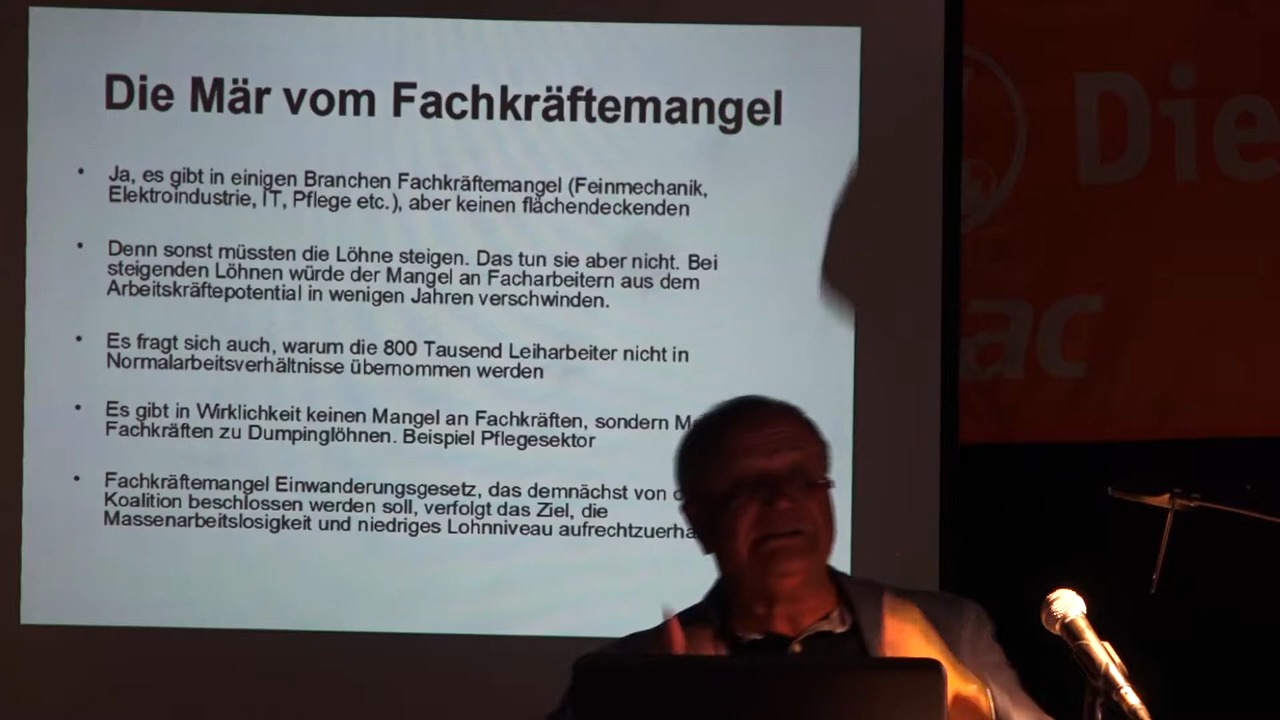 Die Mär vom Fachkräftemangel
• Ja, es gibt in einigen Branchen Fachkräftemangel (Feinmechanik,
Elektroindustrie, IT, Pflege etc.), aber keinen flächendeckenden
• Denn sonst müssten die Löhne steigen. Das tun sie aber nicht. Bei
steigenden Löhnen würde der Mangel an Facharbeitern aus dem
Arbeitskräftepotential in wenigen Jahren verschwinden.
• Es fragt sich auch, warum die 800 Tausend Leiharbeiter nicht in
Normalarbeitsverhältnisse übernommen werden
• Es gibt in Wirklichkeit keinen Mangel an Fachkräften, sondern
Fachkräften zu Dumpinglöhnen. Beispiel Pflegesektor
• Fachkräftemangel Einwanderungsgesetz, das demnächst von
Koalition beschlossen werden soll, verfolgt das Ziel, die
Massenarbeitslosigkeit und niedriges Lohnniveau
Die
ac